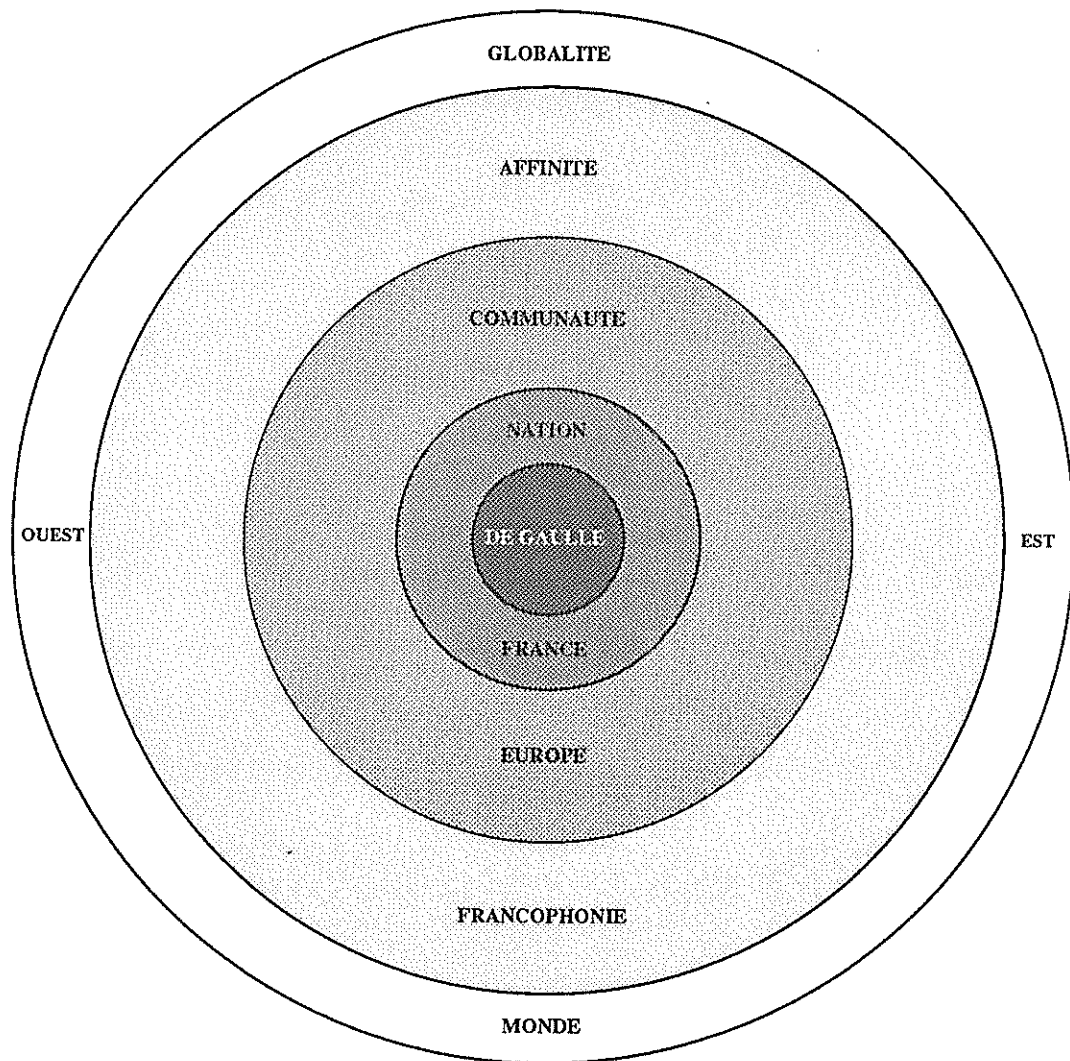 GLOBALITE
AFFINITE
COMMUNAUTE
NATION
OUEST
DE GAULLE
EST
FRANCE
EUROPE
FRANCOPHONIE
MONDE